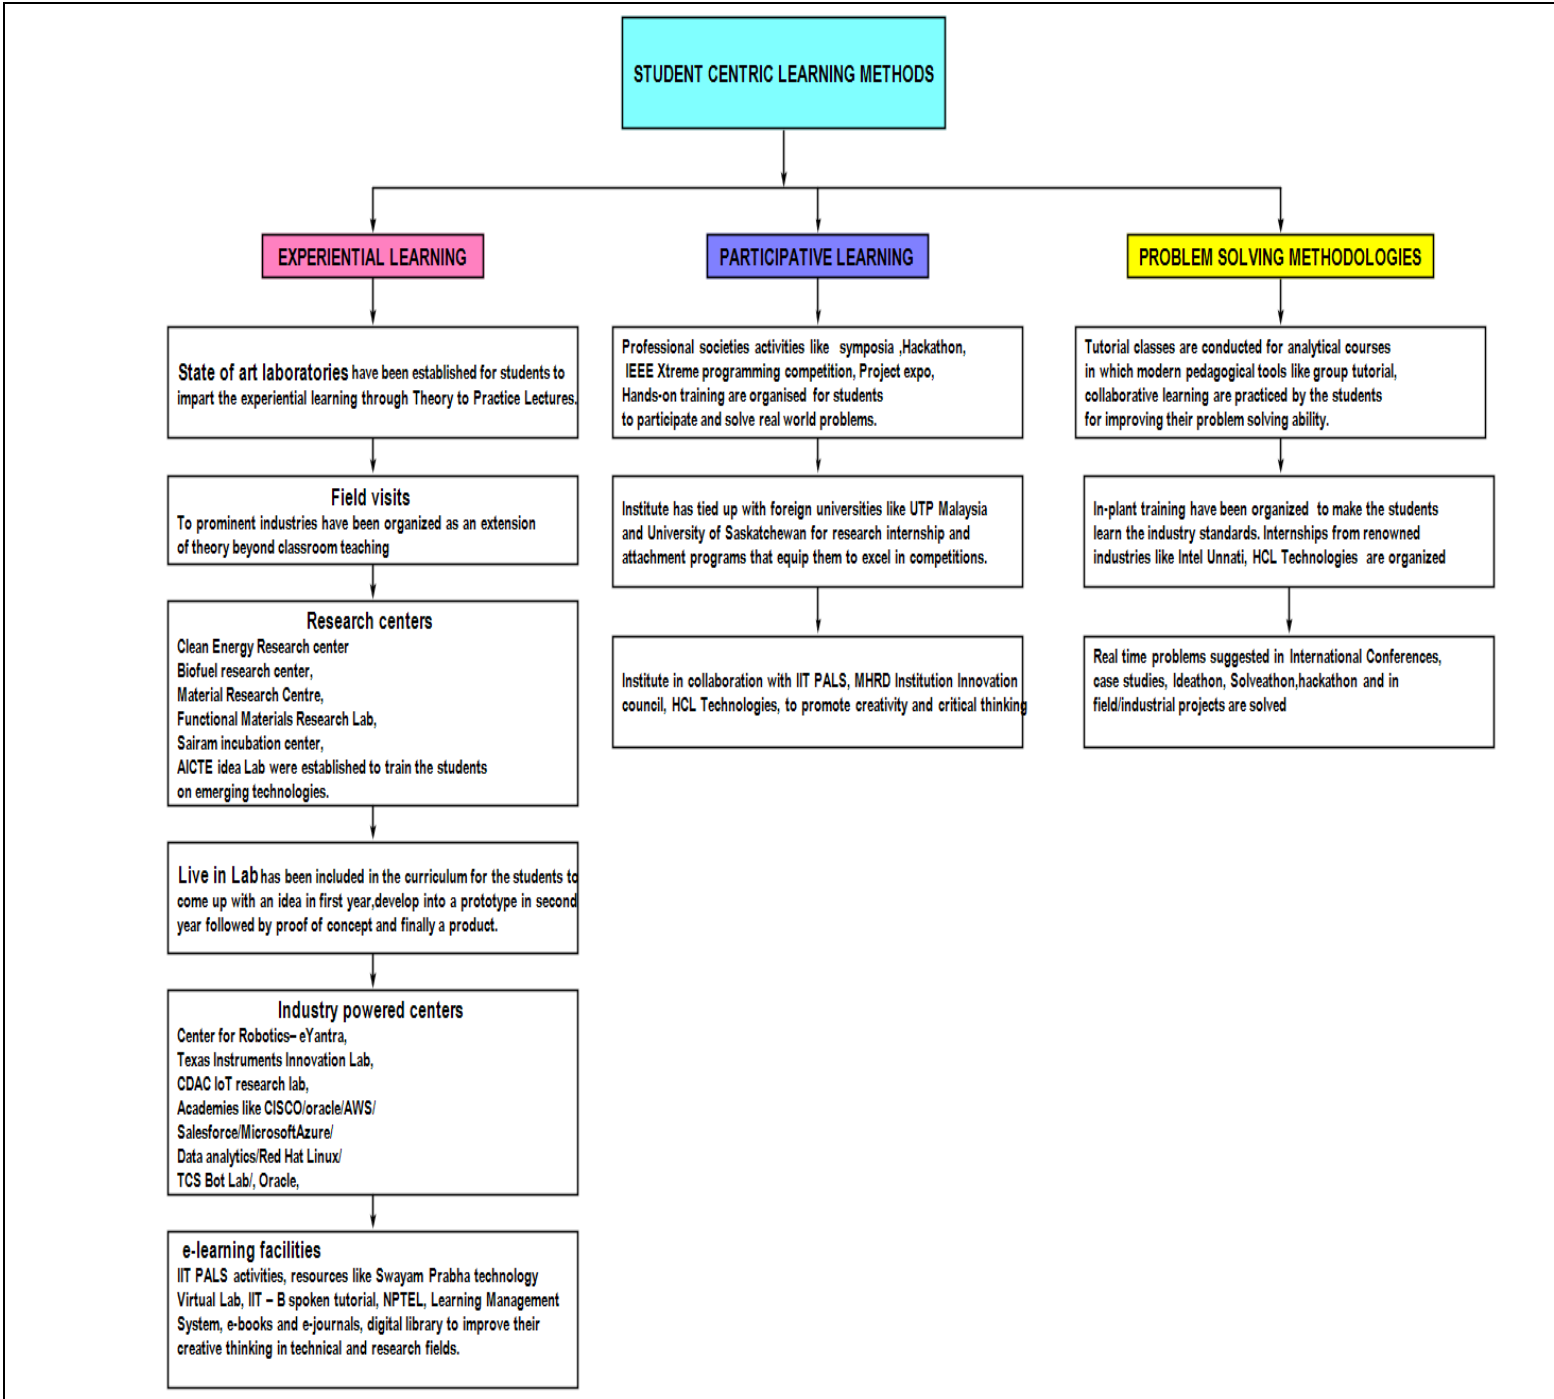 STUDENT CENTRIC LEARNING METHODS
EXPERIENTIAL LEARNING
State of art laboratories have been established for students to
impart the experiential learning through Theory to Practice Lectures.
Field visits
To prominent industries have been organized as an extension
of theory beyond classroom teaching
Research centers
Clean Energy Research center
Biofuel research center,
Material Research Centre,
Functional Materials Research Lab,
Sairam incubation center,
AICTE idea Lab were established to train the students
on emerging technologies.
Live in Lab has been included in the curriculum for the students to
come up with an idea in first year,develop into a prototype in second
year followed by proof of concept and finally a product.
Industry powered centers
Center for Robotics– eYantra,
Texas Instruments Innovation Lab,
CDAC IoT research lab,
Academies like CISCO/oracle/AWS/
Salesforce/MicrosoftAzure/
Data analytics/Red Hat Linux/
TCS Bot Lab/, Oracle,
e-learning facilities
IIT PALS activities, resources like Swayam Prabha technology
Virtual Lab, IIT – B spoken tutorial, NPTEL, Learning Management
System, e-books and e-journals, digital library to improve their
creative thinking in technical and research fields.
PARTICIPATIVE LEARNING
Professional societies activities like symposia ,Hackathon,
IEEE Xtreme programming competition, Project expo,
Hands-on training are organised for students
to participate and solve real world problems.
Institute has tied up with foreign universities like UTP Malaysia
and University of Saskatchewan for research internship and
attachment programs that equip them to excel in competitions.
Institute in collaboration with IIT PALS, MHRD Institution Innovation
council, HCL Technologies, to promote creativity and critical thinking
PROBLEM SOLVING METHODOLOGIES
Tutorial classes are conducted for analytical courses
in which modern pedagogical tools like group tutorial,
collaborative learning are practiced by the students
for improving their problem solving ability.
In-plant training have been organized to make the students
learn the industry standards. Internships from renowned
industries like Intel Unnati, HCL Technologies are organized
Real time problems suggested in International Conferences,
case studies, Ideathon, Solveathon,hackathon and in
field/industrial projects are solved